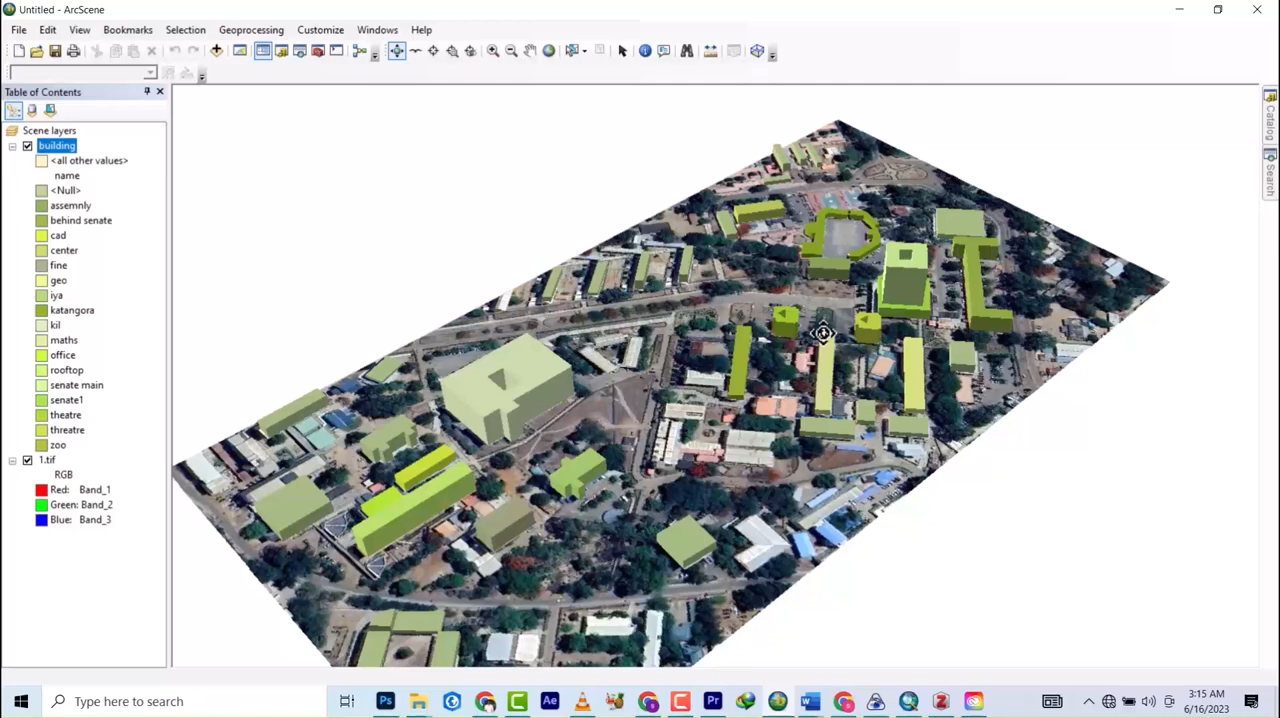 Untitled - ArcScene
File Edit View Bookmarks Selection Geoprocessing Customize Windows Help
Table of Contents
Scene layers
building
<all other values>
name
<Null>
assemnly
behind senate
cad
center
fine
geo
iya
katangora
kil
maths
office
rooftop
senate main
senate1
theatre
threatre
zoo
1.tif
RGB
Red: Band_1
Green: Band_2
Blue: Band_3
Catalog
Search
Type here to search
Ps
Ae
Pr
3:15 AM
6/16/2023